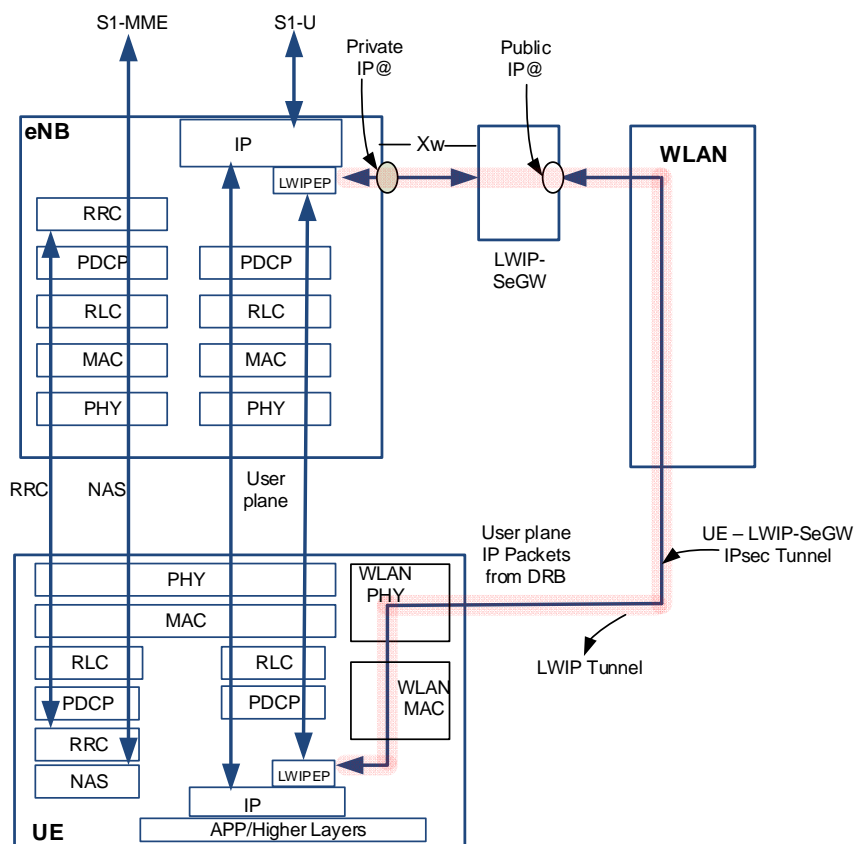 S1-MME
S1-U
Private
IP@
Public
IP@
eNB
IP
Xw
WLAN
LWIPEP
RRC
PDCP
PDCP
LWIP-
SeGW
RLC
RLC
MAC
MAC
PHY
PHY
RRC
NAS
User
plane
User plane
IP Packets
from DRB
UE – LWIP-SeGW
IPsec Tunnel
PHY
WLAN
PHY
MAC
LWIP Tunnel
RLC
RLC
WLAN
MAC
PDCP
PDCP
RRC
NAS
LWIPEP
IP
APP/Higher Layers
UE